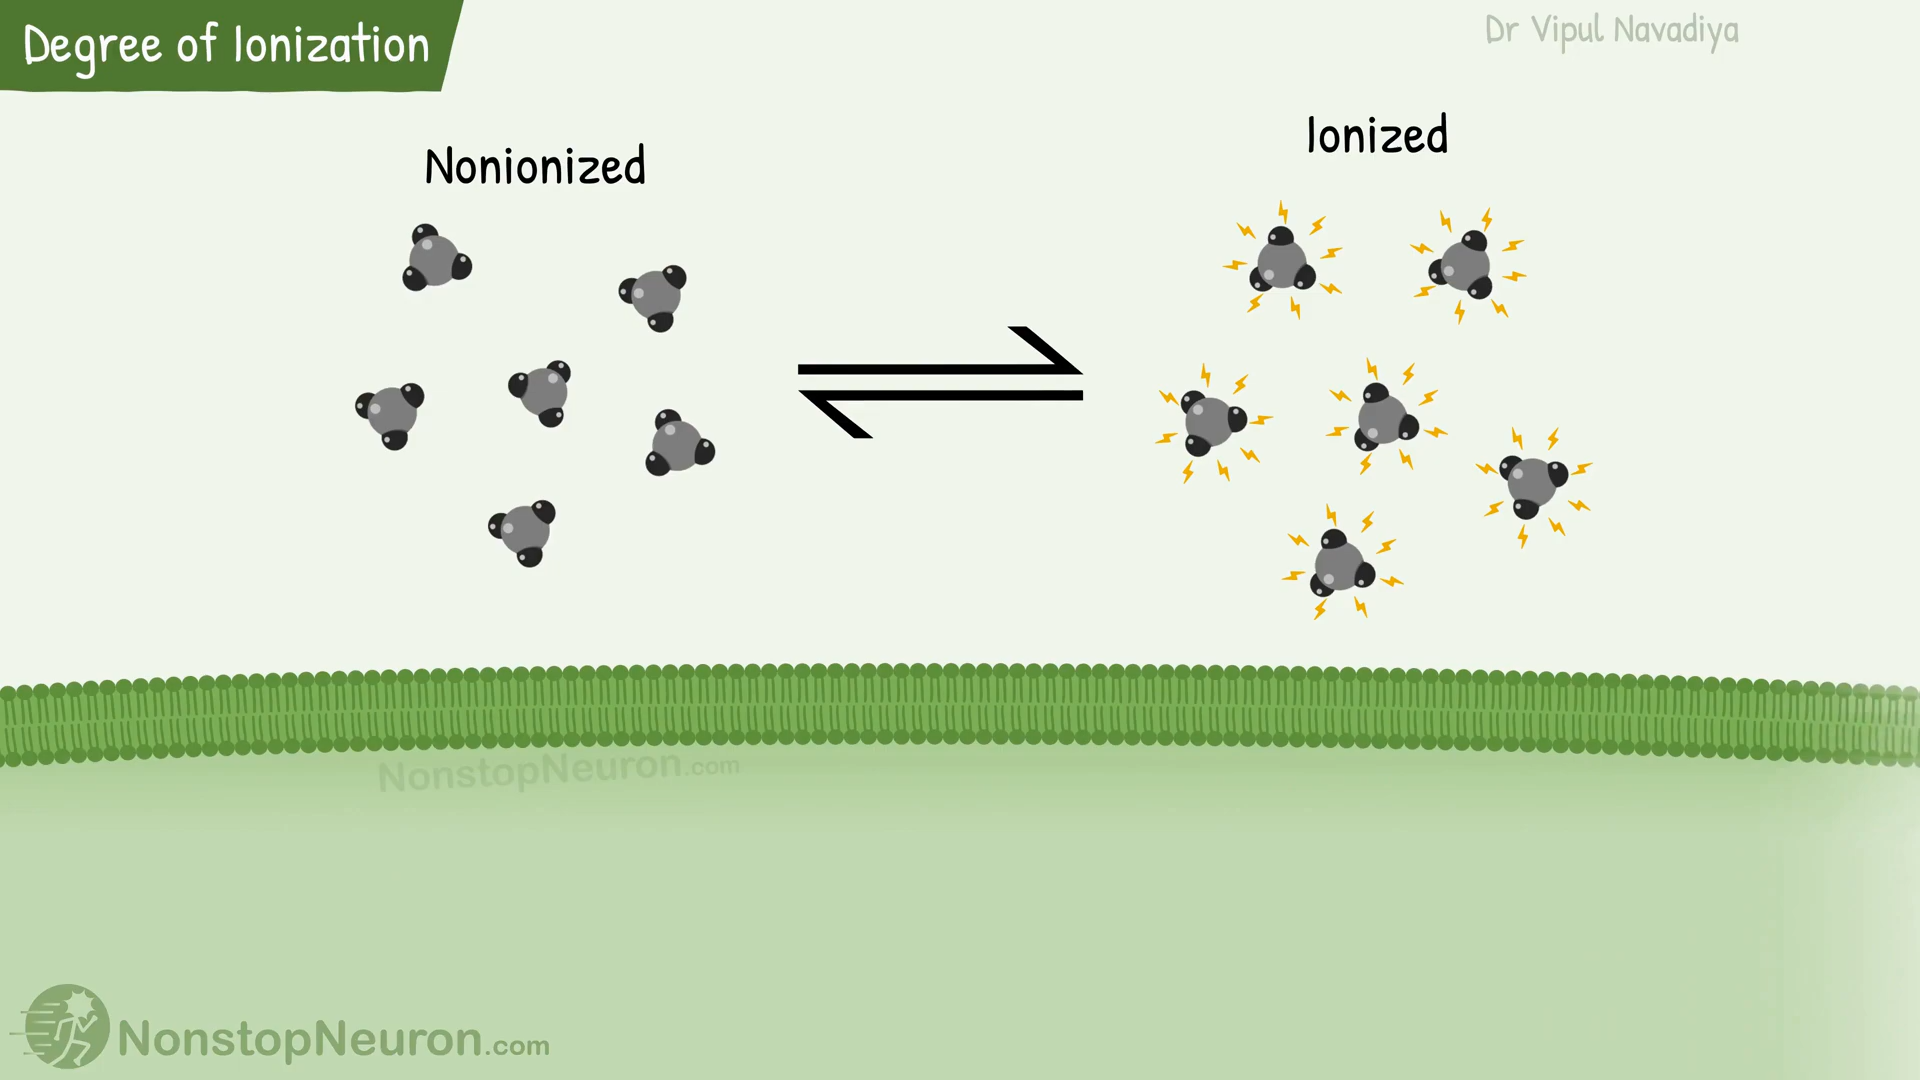 Degree of Ionization
Dr Vipul Navadiya
Nonionized
Ionized
NonstopNeuron.com
NonstopNeuron.com